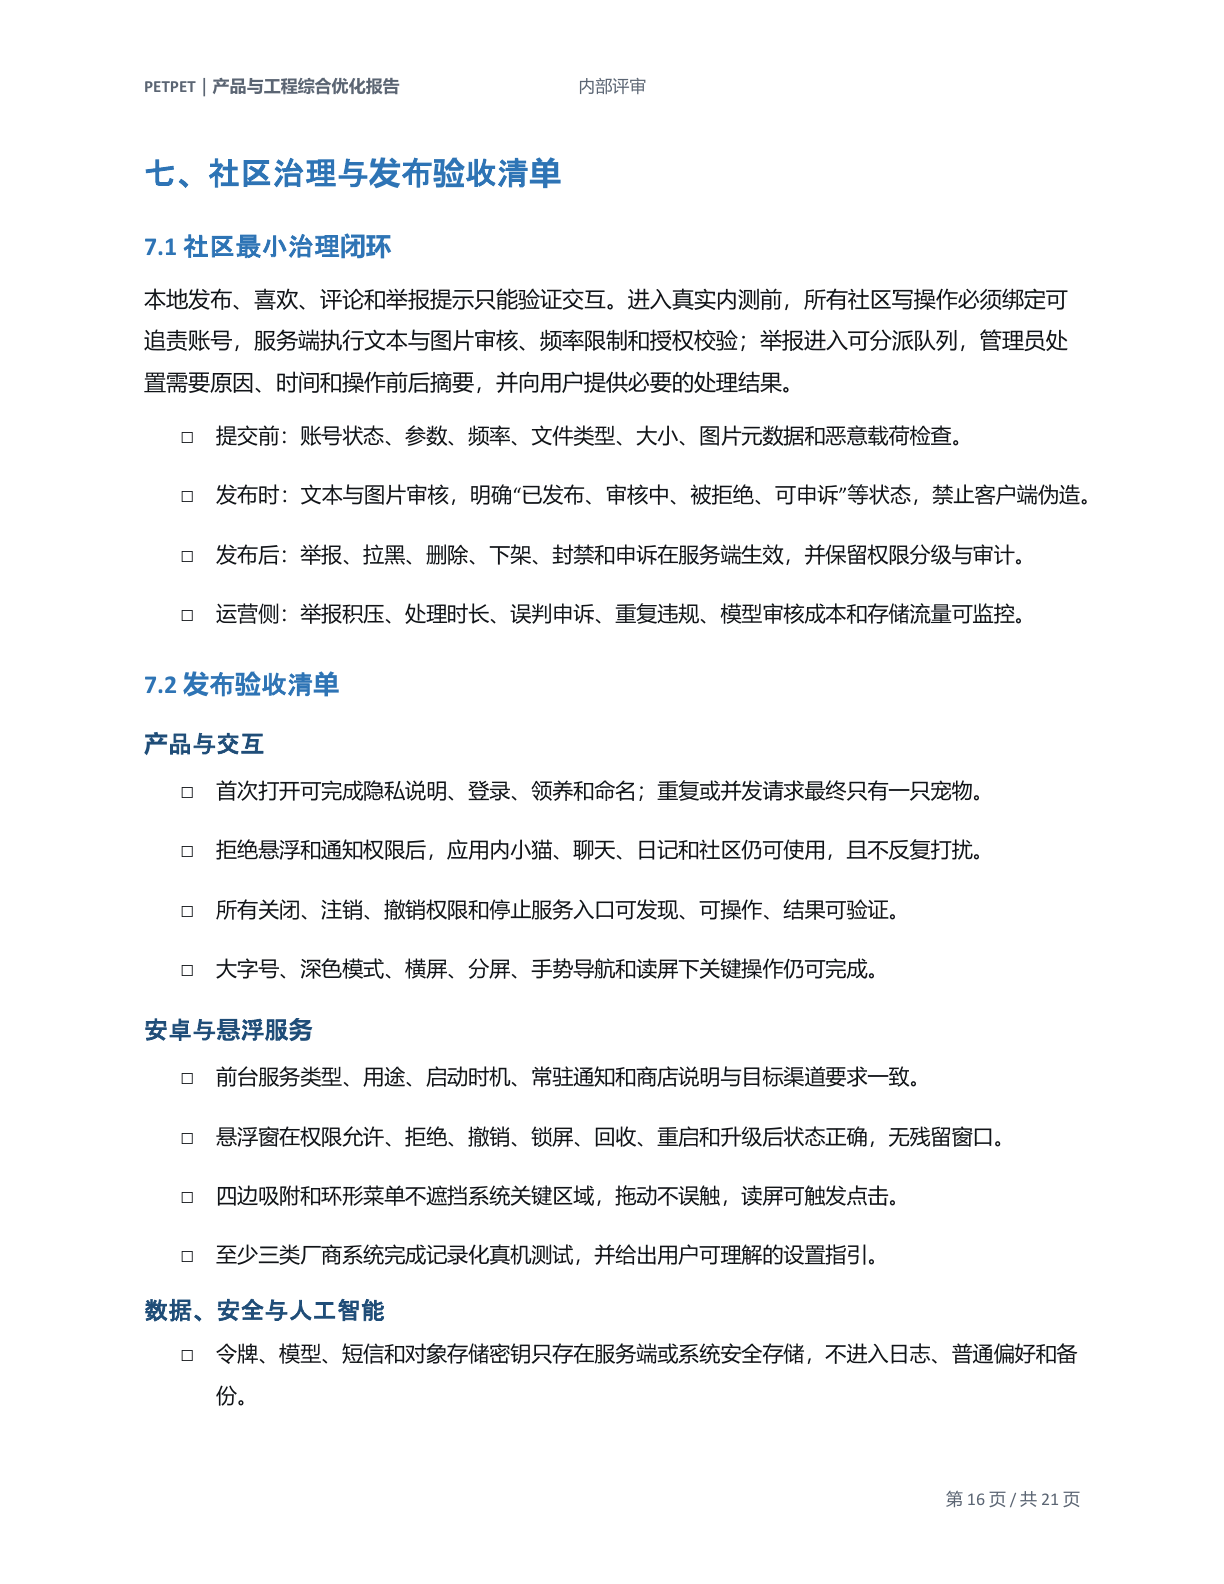 PETPET｜产品与工程综合优化报告 内部评审
七、社区治理与发布验收清单
7.1 社区最小治理闭环
本地发布、喜欢、评论和举报提示只能验证交互。进入真实内测前，所有社区写操作必须绑定可
追责账号，服务端执行文本与图片审核、频率限制和授权校验；举报进入可分派队列，管理员处
置需要原因、时间和操作前后摘要，并向用户提供必要的处理结果。
□ 提交前：账号状态、参数、频率、文件类型、大小、图片元数据和恶意载荷检查。
□ 发布时：文本与图片审核，明确“已发布、审核中、被拒绝、可申诉”等状态，禁止客户端伪造。
□ 发布后：举报、拉黑、删除、下架、封禁和申诉在服务端生效，并保留权限分级与审计。
□ 运营侧：举报积压、处理时长、误判申诉、重复违规、模型审核成本和存储流量可监控。
7.2 发布验收清单
产品与交互
□ 首次打开可完成隐私说明、登录、领养和命名；重复或并发请求最终只有一只宠物。
□ 拒绝悬浮和通知权限后，应用内小猫、聊天、日记和社区仍可使用，且不反复打扰。
□ 所有关闭、注销、撤销权限和停止服务入口可发现、可操作、结果可验证。
□ 大字号、深色模式、横屏、分屏、手势导航和读屏下关键操作仍可完成。
安卓与悬浮服务
□ 前台服务类型、用途、启动时机、常驻通知和商店说明与目标渠道要求一致。
□ 悬浮窗在权限允许、拒绝、撤销、锁屏、回收、重启和升级后状态正确，无残留窗口。
□ 四边吸附和环形菜单不遮挡系统关键区域，拖动不误触，读屏可触发点击。
□ 至少三类厂商系统完成记录化真机测试，并给出用户可理解的设置指引。
数据、安全与人工智能
□ 令牌、模型、短信和对象存储密钥只存在服务端或系统安全存储，不进入日志、普通偏好和备
份。
第 16 页 / 共 21 页